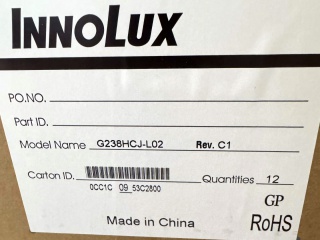 INNOLUX
PO.NO.
Part ID.
Model Name G238HCJ-L02 Rev. C1
Carton ID.
0CC1C 09 53C2800
Quantities 12
GP
Made in China RoHS